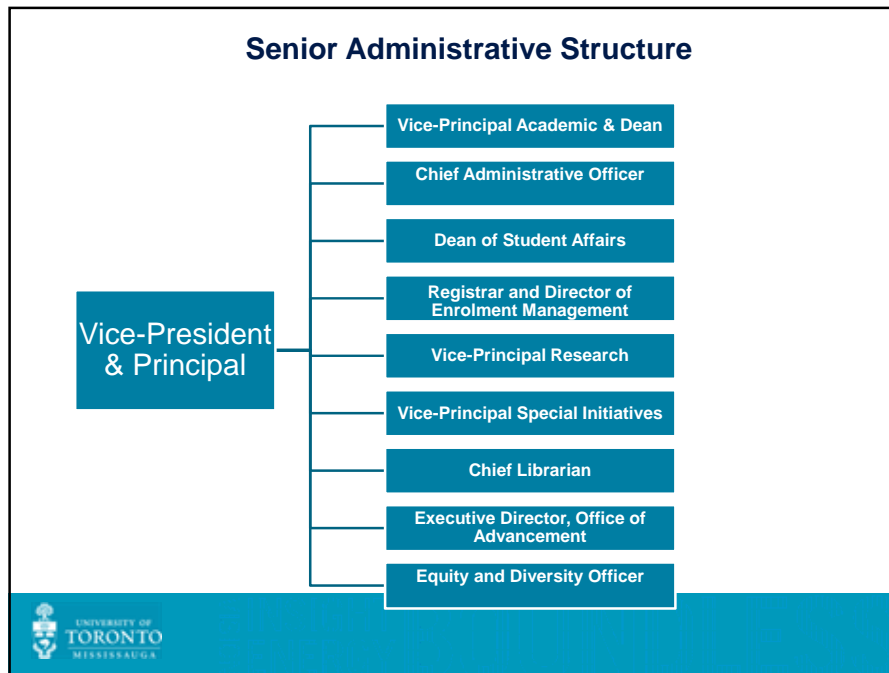 Senior Administrative Structure
Vice-President
& Principal
Vice-Principal Academic & Dean
Chief Administrative Officer
Dean of Student Affairs
Registrar and Director of
Enrolment Management
Vice-Principal Research
Vice-Principal Special Initiatives
Chief Librarian
Executive Director, Office of
Advancement
Equity and Diversity Officer
UNIVERSITY OF
TORONTO
MISSISSAUGA